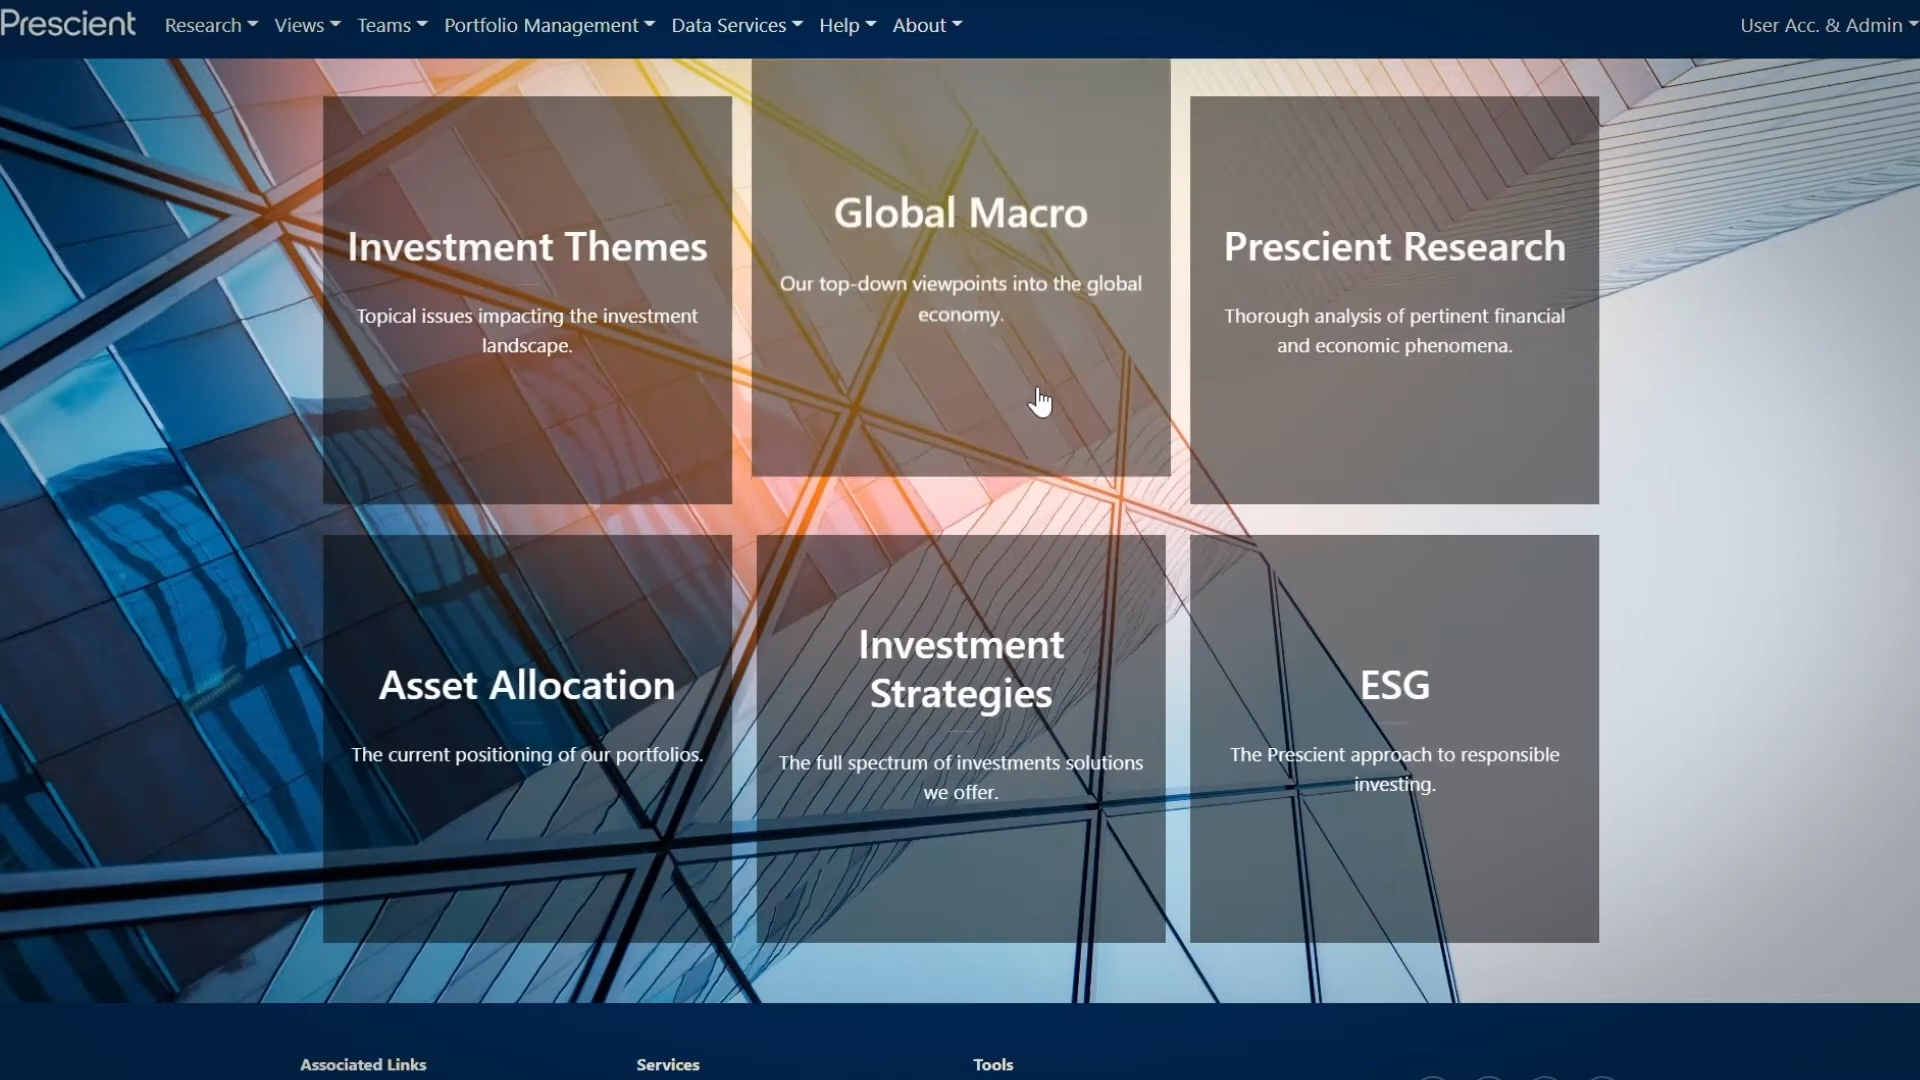 Prescient Research Views Teams Portfolio Management Data Services Help About User Acc. & Admin
Investment Themes
Topical issues impacting the investment
landscape.
Global Macro
Our top-down viewpoints into the global
economy.
Prescient Research
Thorough analysis of pertinent financial
and economic phenomena.
Asset Allocation
The current positioning of our portfolios.
Investment
Strategies
The full spectrum of investments solutions
we offer.
ESG
The Prescient approach to responsible
investing.
Associated Links Services Tools